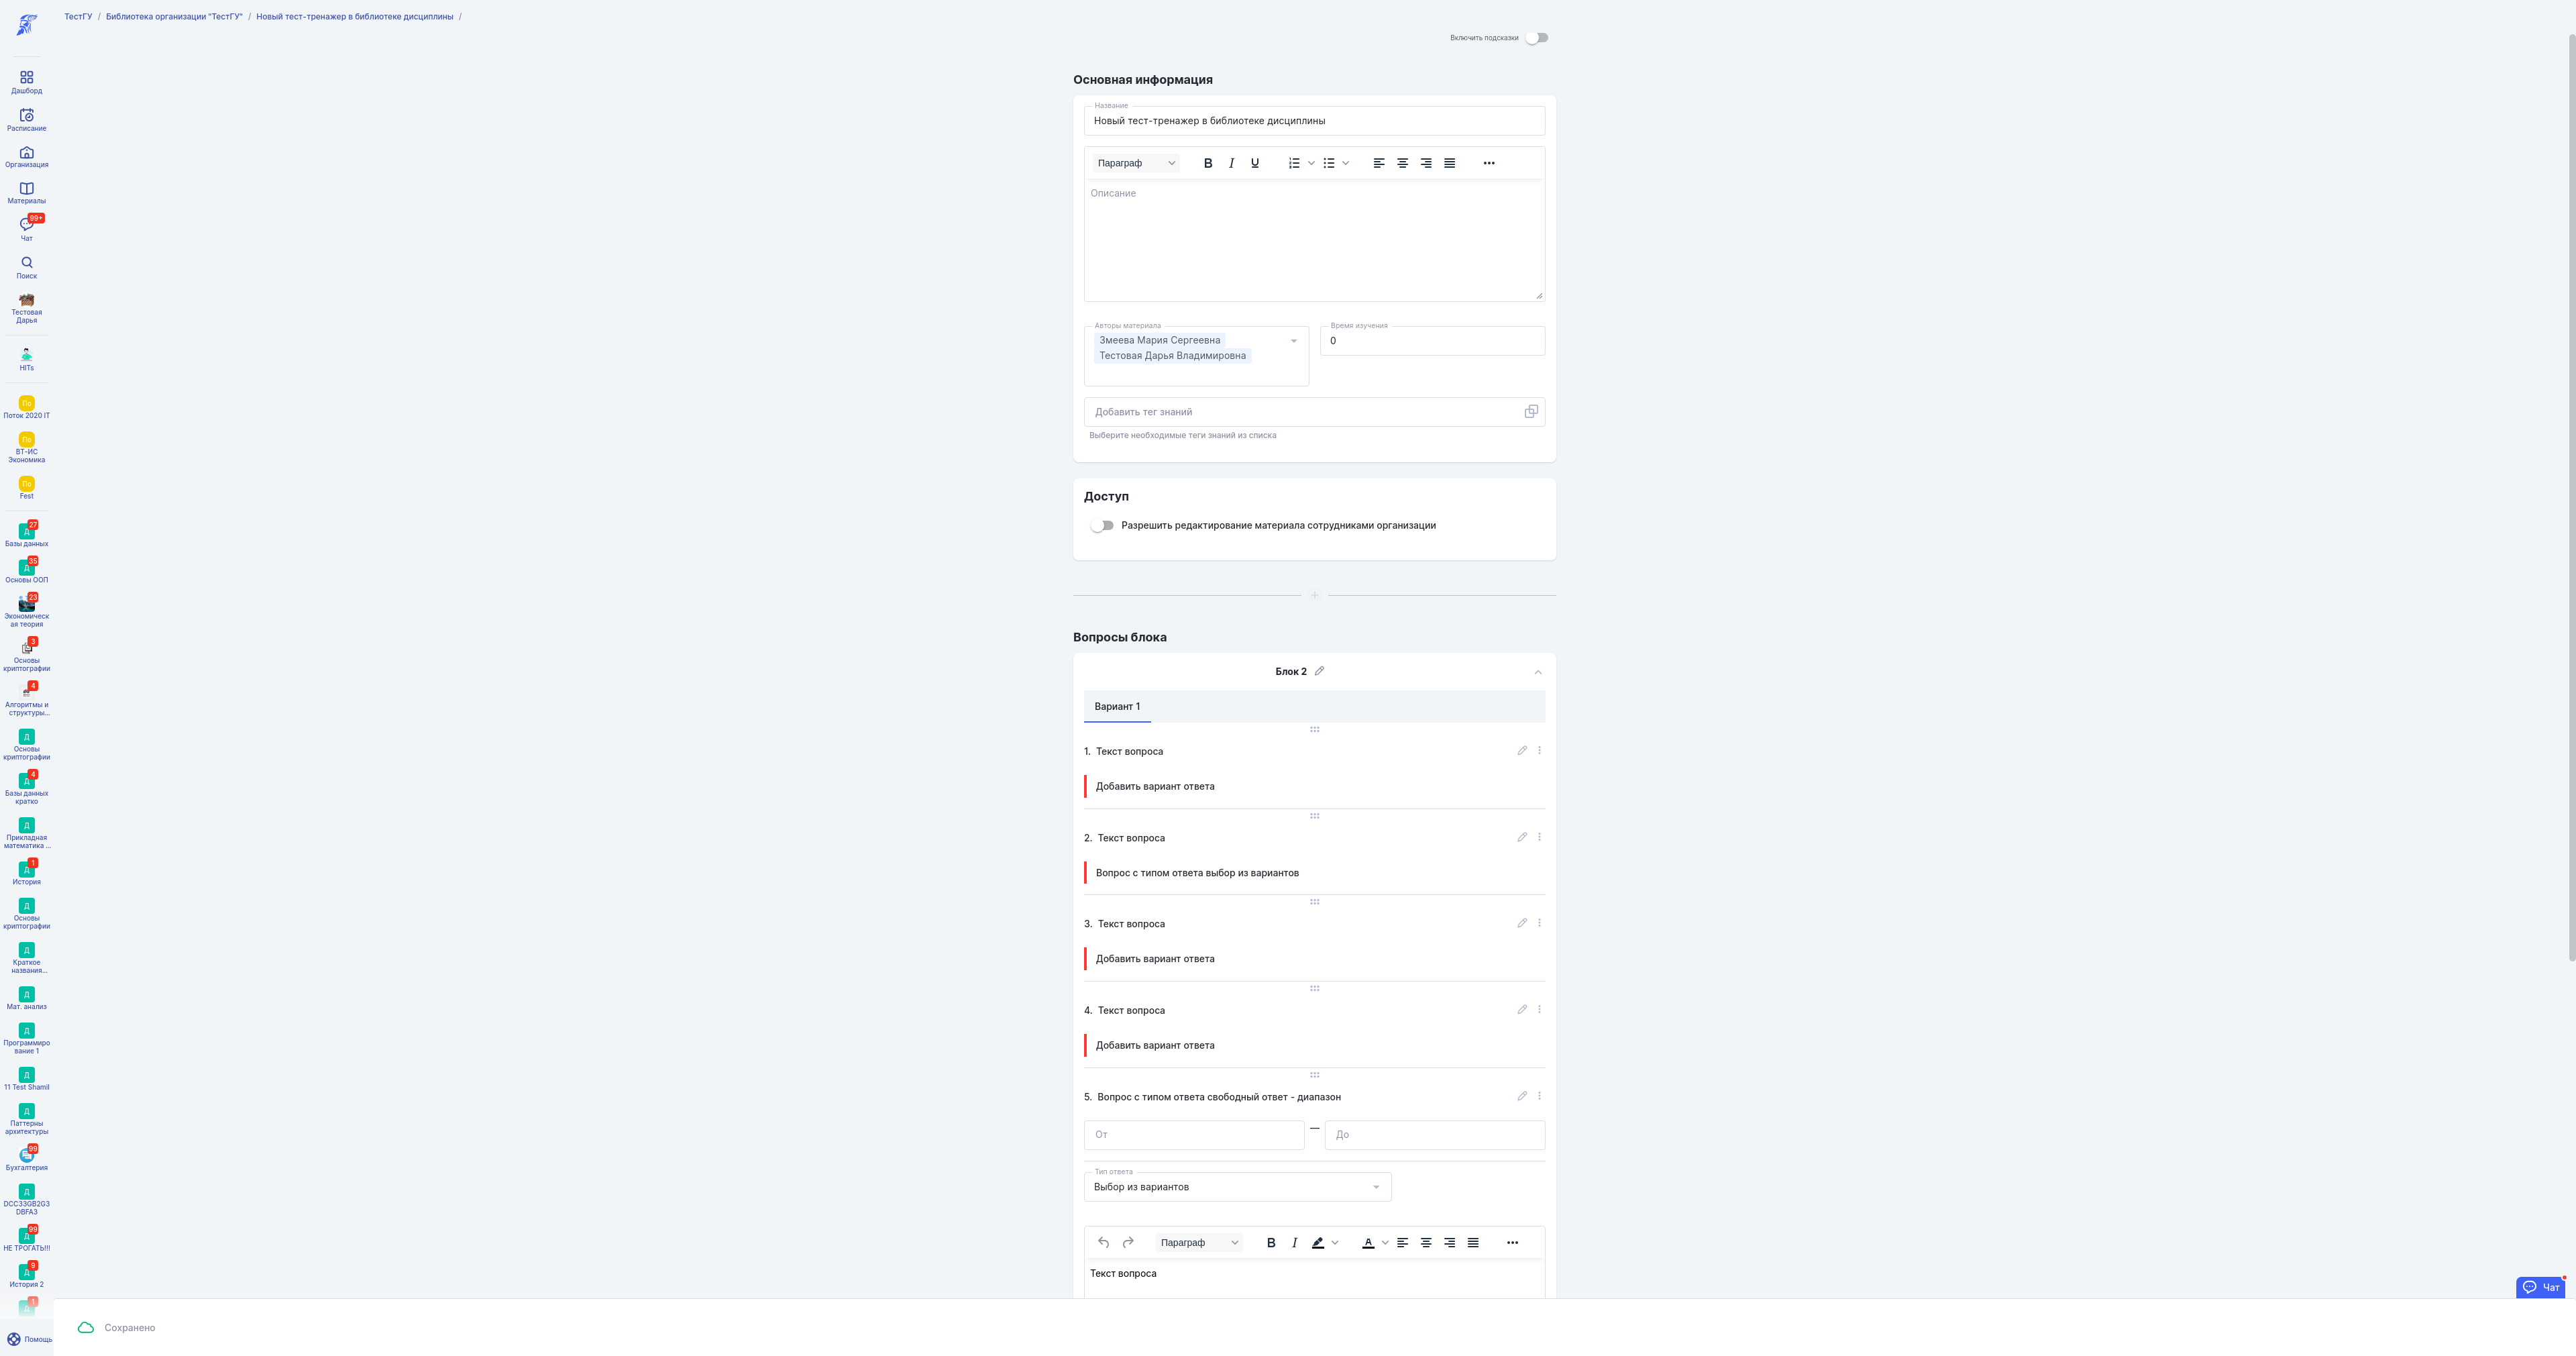 ТестГУ / Библиотека организации "ТестГУ" / Новый тест-тренажер в библиотеке дисциплины /
Включить подсказки
Дашборд
Расписание
Организация
Материалы
99+
Чат
Поиск
Тестовая
Дарья
HITs
По
Поток 2020 IT
По
ВТ-ИС
Экономика
По
Fest
27
Д
Базы данных
35
Д
Основы ООП
23
Экономическ
ая теория
3
Основы
криптографии
4
Алгоритмы и
структуры...
Д
Основы
криптографии
4
Д
Базы данных
кратко
Д
Прикладная
математика ...
1
Д
История
Д
Основы
криптографии
Д
Краткое
названия...
Д
Мат. анализ
Д
Программиро
вание 1
Д
11 Test Shamil
Д
Паттерны
архитектуры
99
Бухгалтерия
Д
DCC33GB2G3
DBFA3
99
Д
НЕ ТРОГАТЬ!!!
9
Д
История 2
1
Д
Помощь
Основная информация
Название
Новый тест-тренажер в библиотеке дисциплины
Параграф
Описание
Авторы материала
Змеева Мария Сергеевна
Тестовая Дарья Владимировна
Время изучения
0
Добавить тег знаний
Выберите необходимые теги знаний из списка
Доступ
Разрешить редактирование материала сотрудниками организации
Вопросы блока
Блок 2
Вариант 1
1. Текст вопроса
Добавить вариант ответа
2. Текст вопроса
Вопрос с типом ответа выбор из вариантов
3. Текст вопроса
Добавить вариант ответа
4. Текст вопроса
Добавить вариант ответа
5. Вопрос с типом ответа свободный ответ - диапазон
От — До
Тип ответа
Выбор из вариантов
Параграф
Текст вопроса
Чат
Сохранено